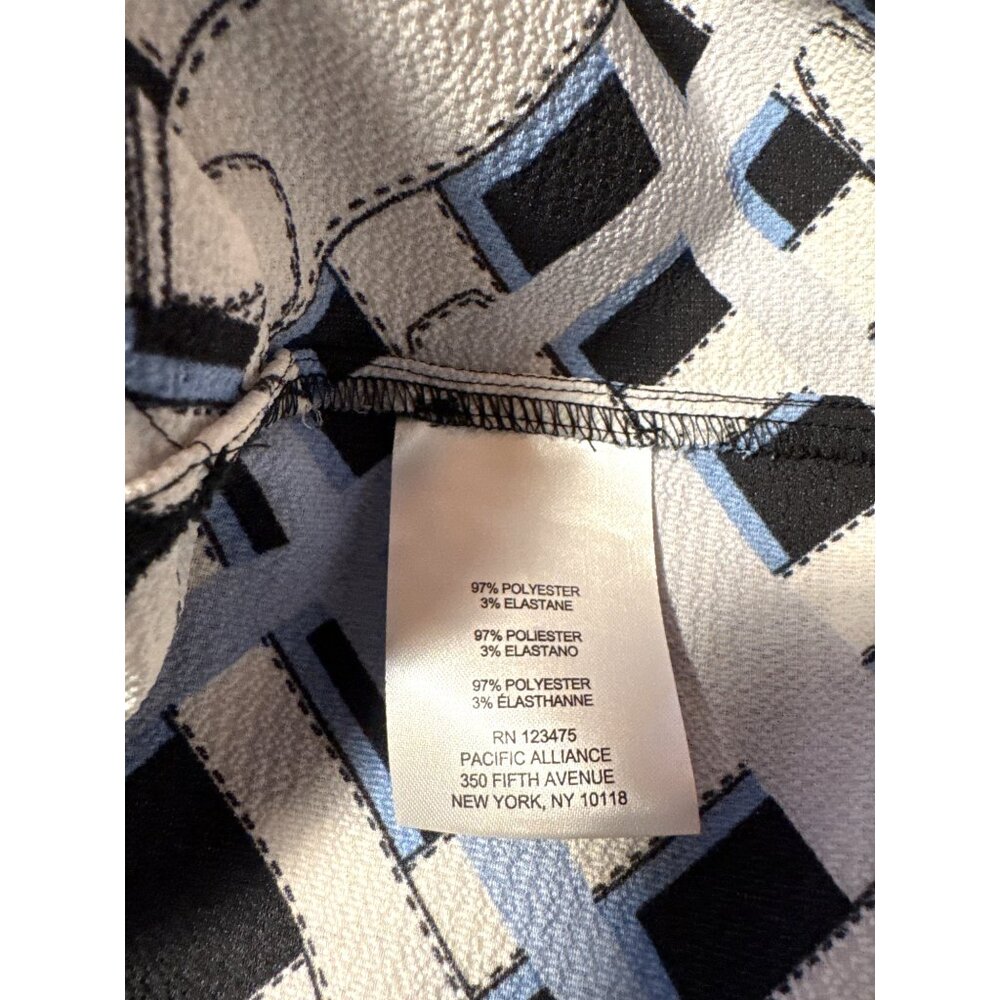 97% POLYESTER
3% ELASTANE
97% POLIESTER
3% ELASTANO
97% POLYESTER
3% ÉLASTHANNE
RN 123475
PACIFIC ALLIANCE
350 FIFTH AVENUE
NEW YORK, NY 10118